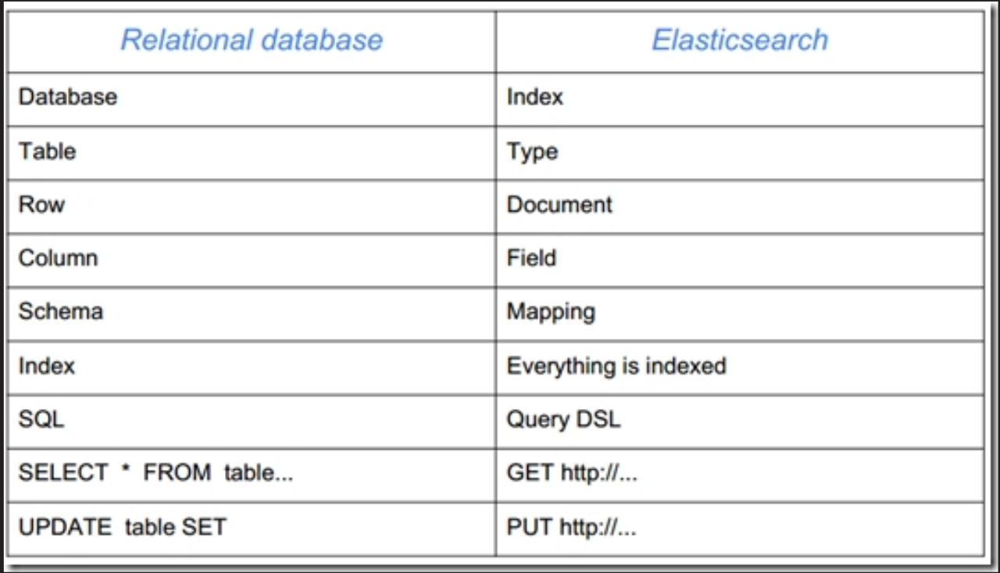 Relational database Elasticsearch
Database Index
Table Type
Row Document
Column Field
Schema Mapping
Index Everything is indexed
SQL Query DSL
SELECT * FROM table... GET http://...
UPDATE table SET PUT http://...